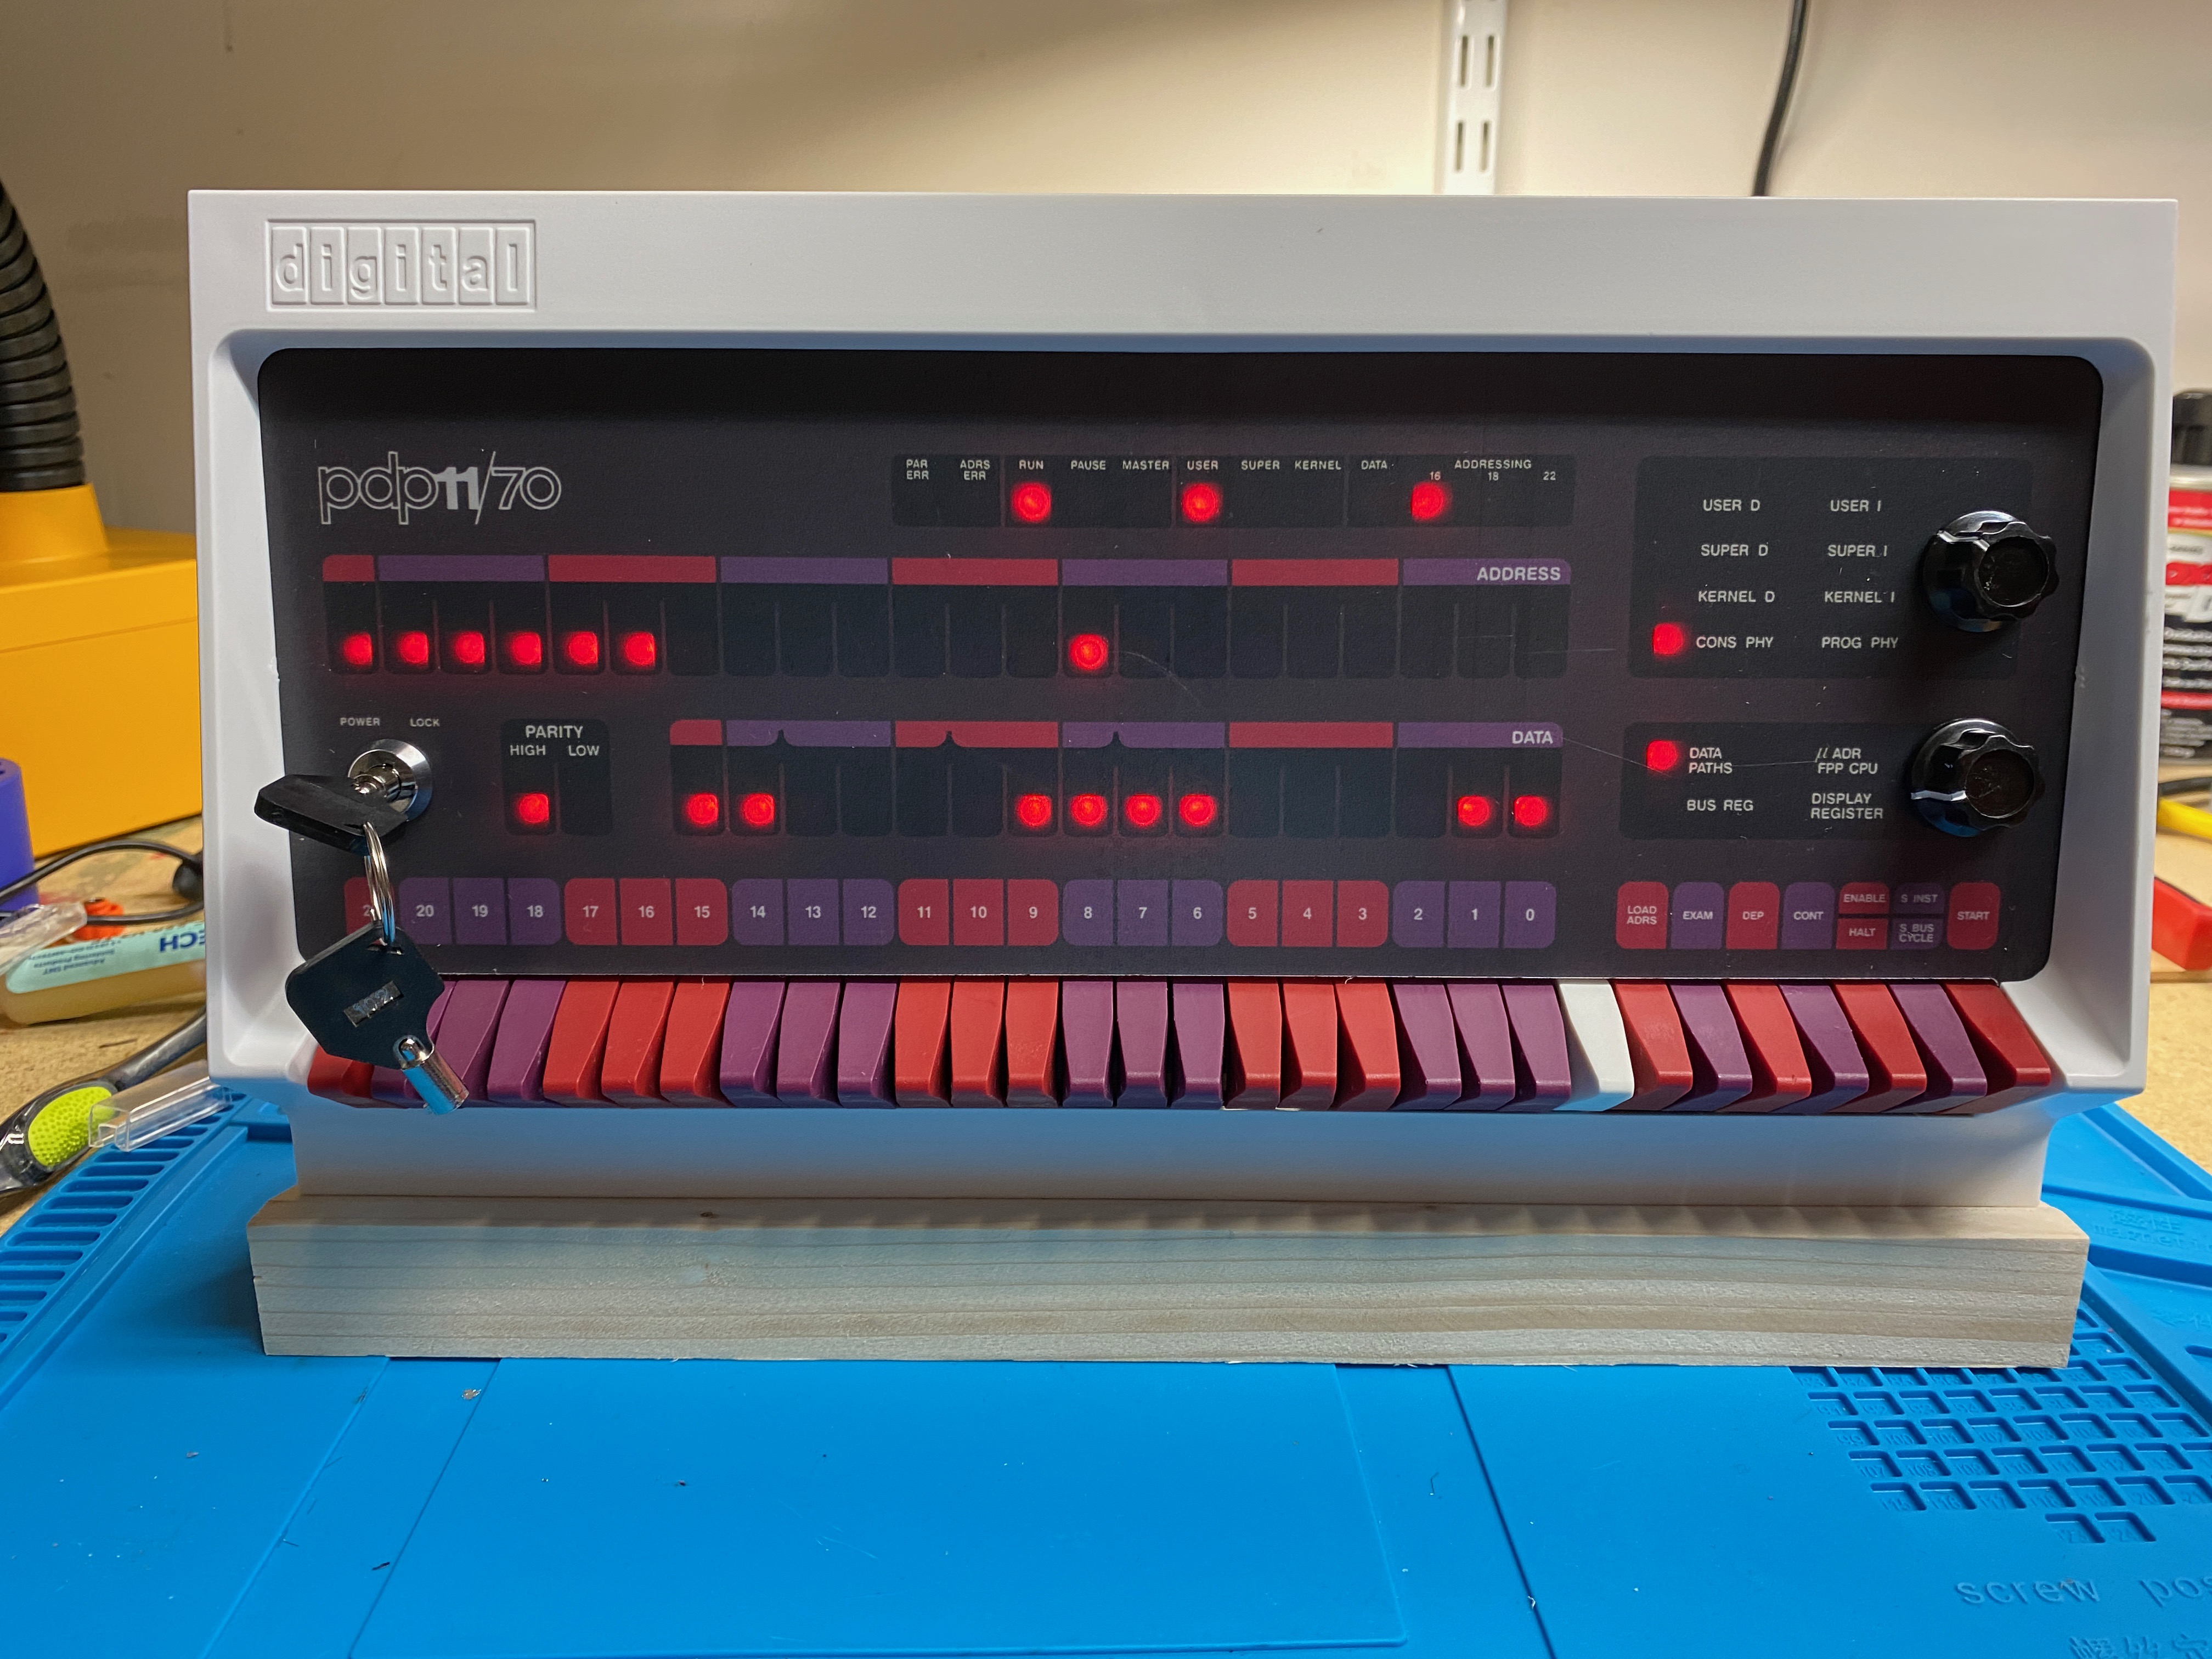 digital
pdp11/70
PAR ERR
ADRS ERR
RUN
PAUSE
MASTER
USER
SUPER
KERNEL
DATA
ADDRESSING
16
18
22
USER D
USER I
SUPER D
SUPER I
KERNEL D
KERNEL I
CONS PHY
PROG PHY
ADDRESS
POWER
LOCK
PARITY
HIGH
LOW
DATA
DATA PATHS
μ ADR FPP CPU
BUS REG
DISPLAY REGISTER
20 19 18 17 16 15 14 13 12 11 10 9 8 7 6 5 4 3 2 1 0
LOAD ADRS
EXAM
DEP
CONT
ENABLE
HALT
S INST
S BUS CYCLE
START
screw